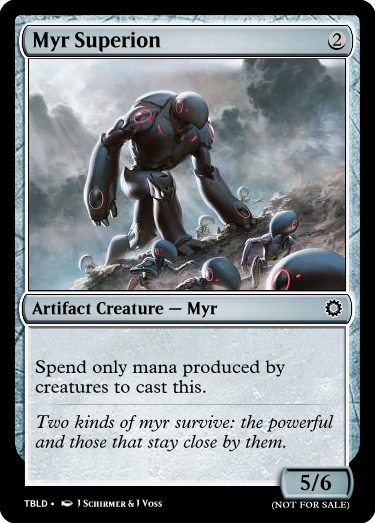 Myr Superion 2
Artifact Creature — Myr
Spend only mana produced by
creatures to cast this.
Two kinds of myr survive: the powerful
and those that stay close by them.
5/6
TBLD • J Schirmer & J Voss
(NOT FOR SALE)